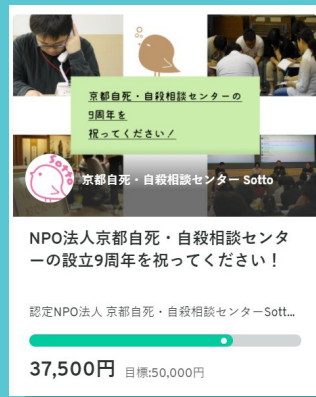 京都自死・自殺相談センターの
9周年を
祝ってください！
Sotto
京都自死・自殺相談センター Sotto
NPO法人京都自死・自殺相談センタ
ーの設立9周年を祝ってください！
認定NPO法人 京都自死・自殺相談センターSott...
37,500円 目標:50,000円